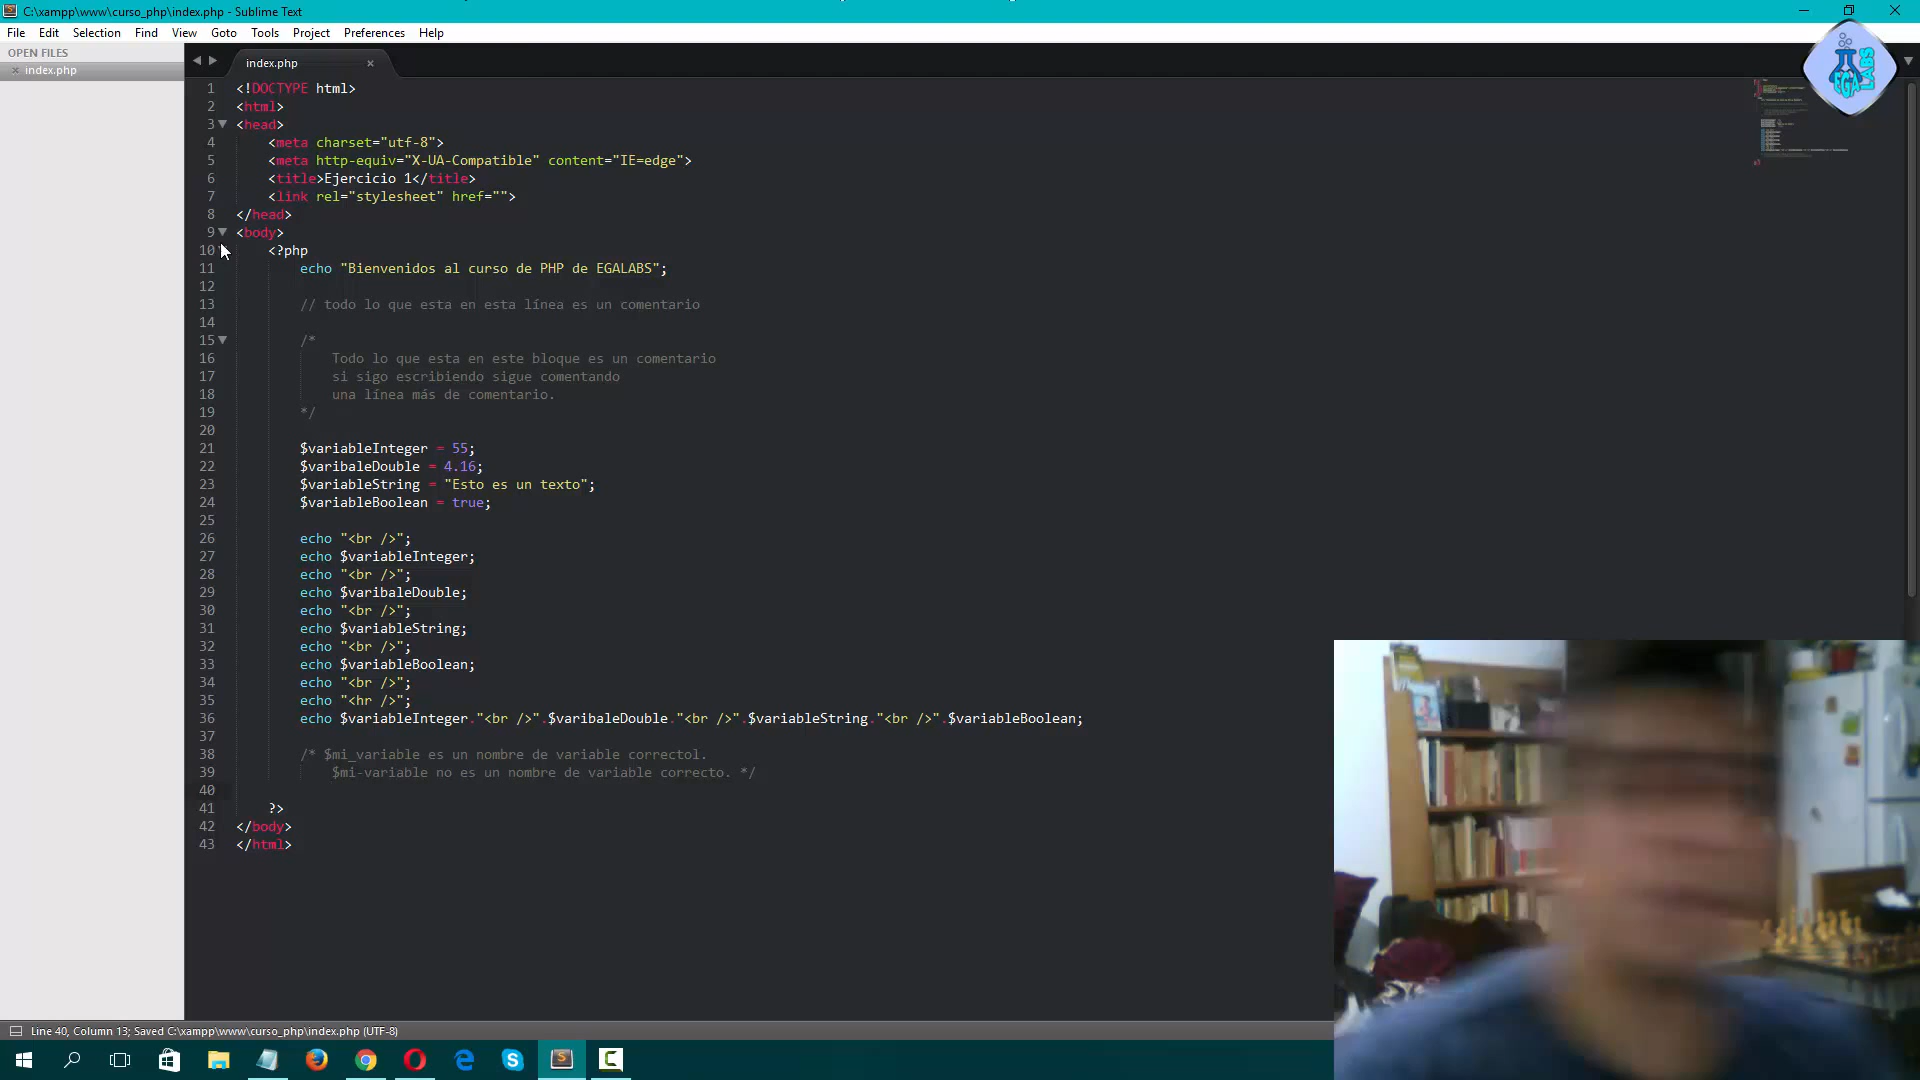 C:\xampp\www\curso_php\index.php - Sublime Text
File Edit Selection Find View Goto Tools Project Preferences Help
OPEN FILES
index.php
index.php
EGALABS
1 <!DOCTYPE html>
2 <html>
3 <head>
4 <meta charset="utf-8">
5 <meta http-equiv="X-UA-Compatible" content="IE=edge">
6 <title>Ejercicio 1</title>
7 <link rel="stylesheet" href="">
8 </head>
9 <body>
10 <?php
11 echo "Bienvenidos al curso de PHP de EGALABS";
12
13 // todo lo que esta en esta línea es un comentario
14
15 /*
16 Todo lo que esta en este bloque es un comentario
17 si sigo escribiendo sigue comentando
18 una línea más de comentario.
19 */
20
21 $variableInteger = 55;
22 $varibaleDouble = 4.16;
23 $variableString = "Esto es un texto";
24 $variableBoolean = true;
25
26 echo "<br />";
27 echo $variableInteger;
28 echo "<br />";
29 echo $varibaleDouble;
30 echo "<br />";
31 echo $variableString;
32 echo "<br />";
33 echo $variableBoolean;
34 echo "<br />";
35 echo "<hr />";
36 echo $variableInteger."<br />".$varibaleDouble."<br />".$variableString."<br />".$variableBoolean;
37
38 /* $mi_variable es un nombre de variable correctol.
39 $mi-variable no es un nombre de variable correcto. */
40
41 ?>
42 </body>
43 </html>
Line 40, Column 13; Saved C:\xampp\www\curso_php\index.php (UTF-8)